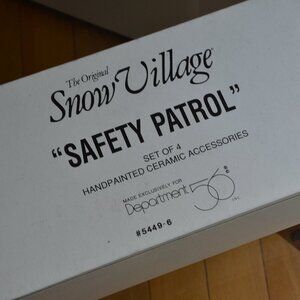 The Original
Snow Village®
"SAFETY PATROL"
SET OF 4
HANDPAINTED CERAMIC ACCESSORIES
MADE EXCLUSIVELY FOR
Department 56® INC.
#5449-6